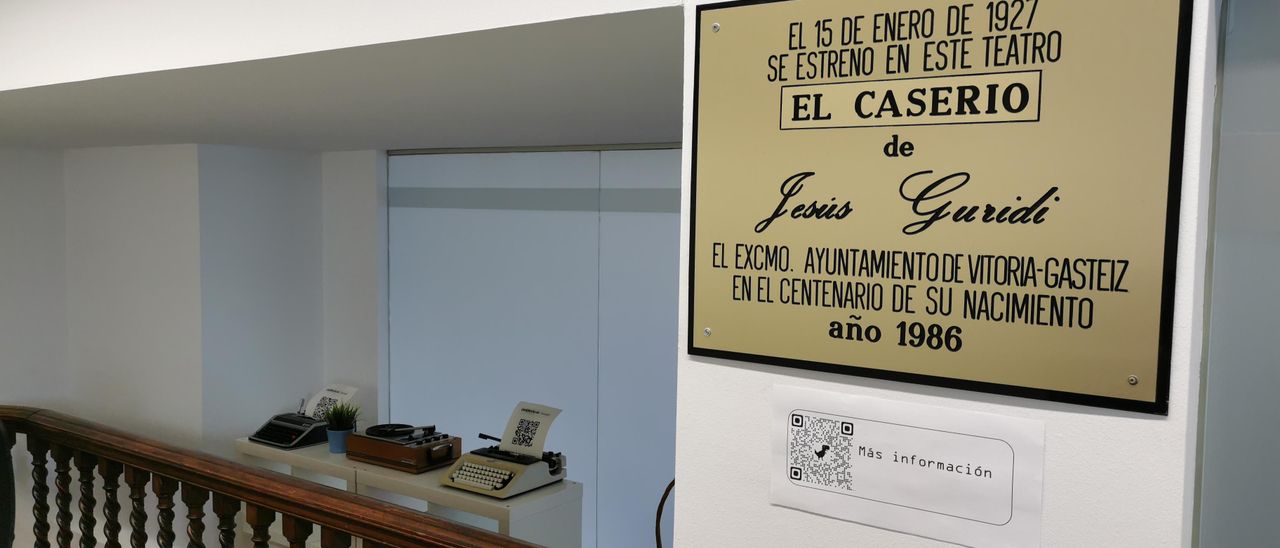 EL 15 DE ENERO DE 1927
SE ESTRENO EN ESTE TEATRO
EL CASERIO
de
Jesús Guridi
EL EXCMO. AYUNTAMIENTO DE VITORIA-GASTEIZ
EN EL CENTENARIO DE SU NACIMIENTO
año 1986
Más información